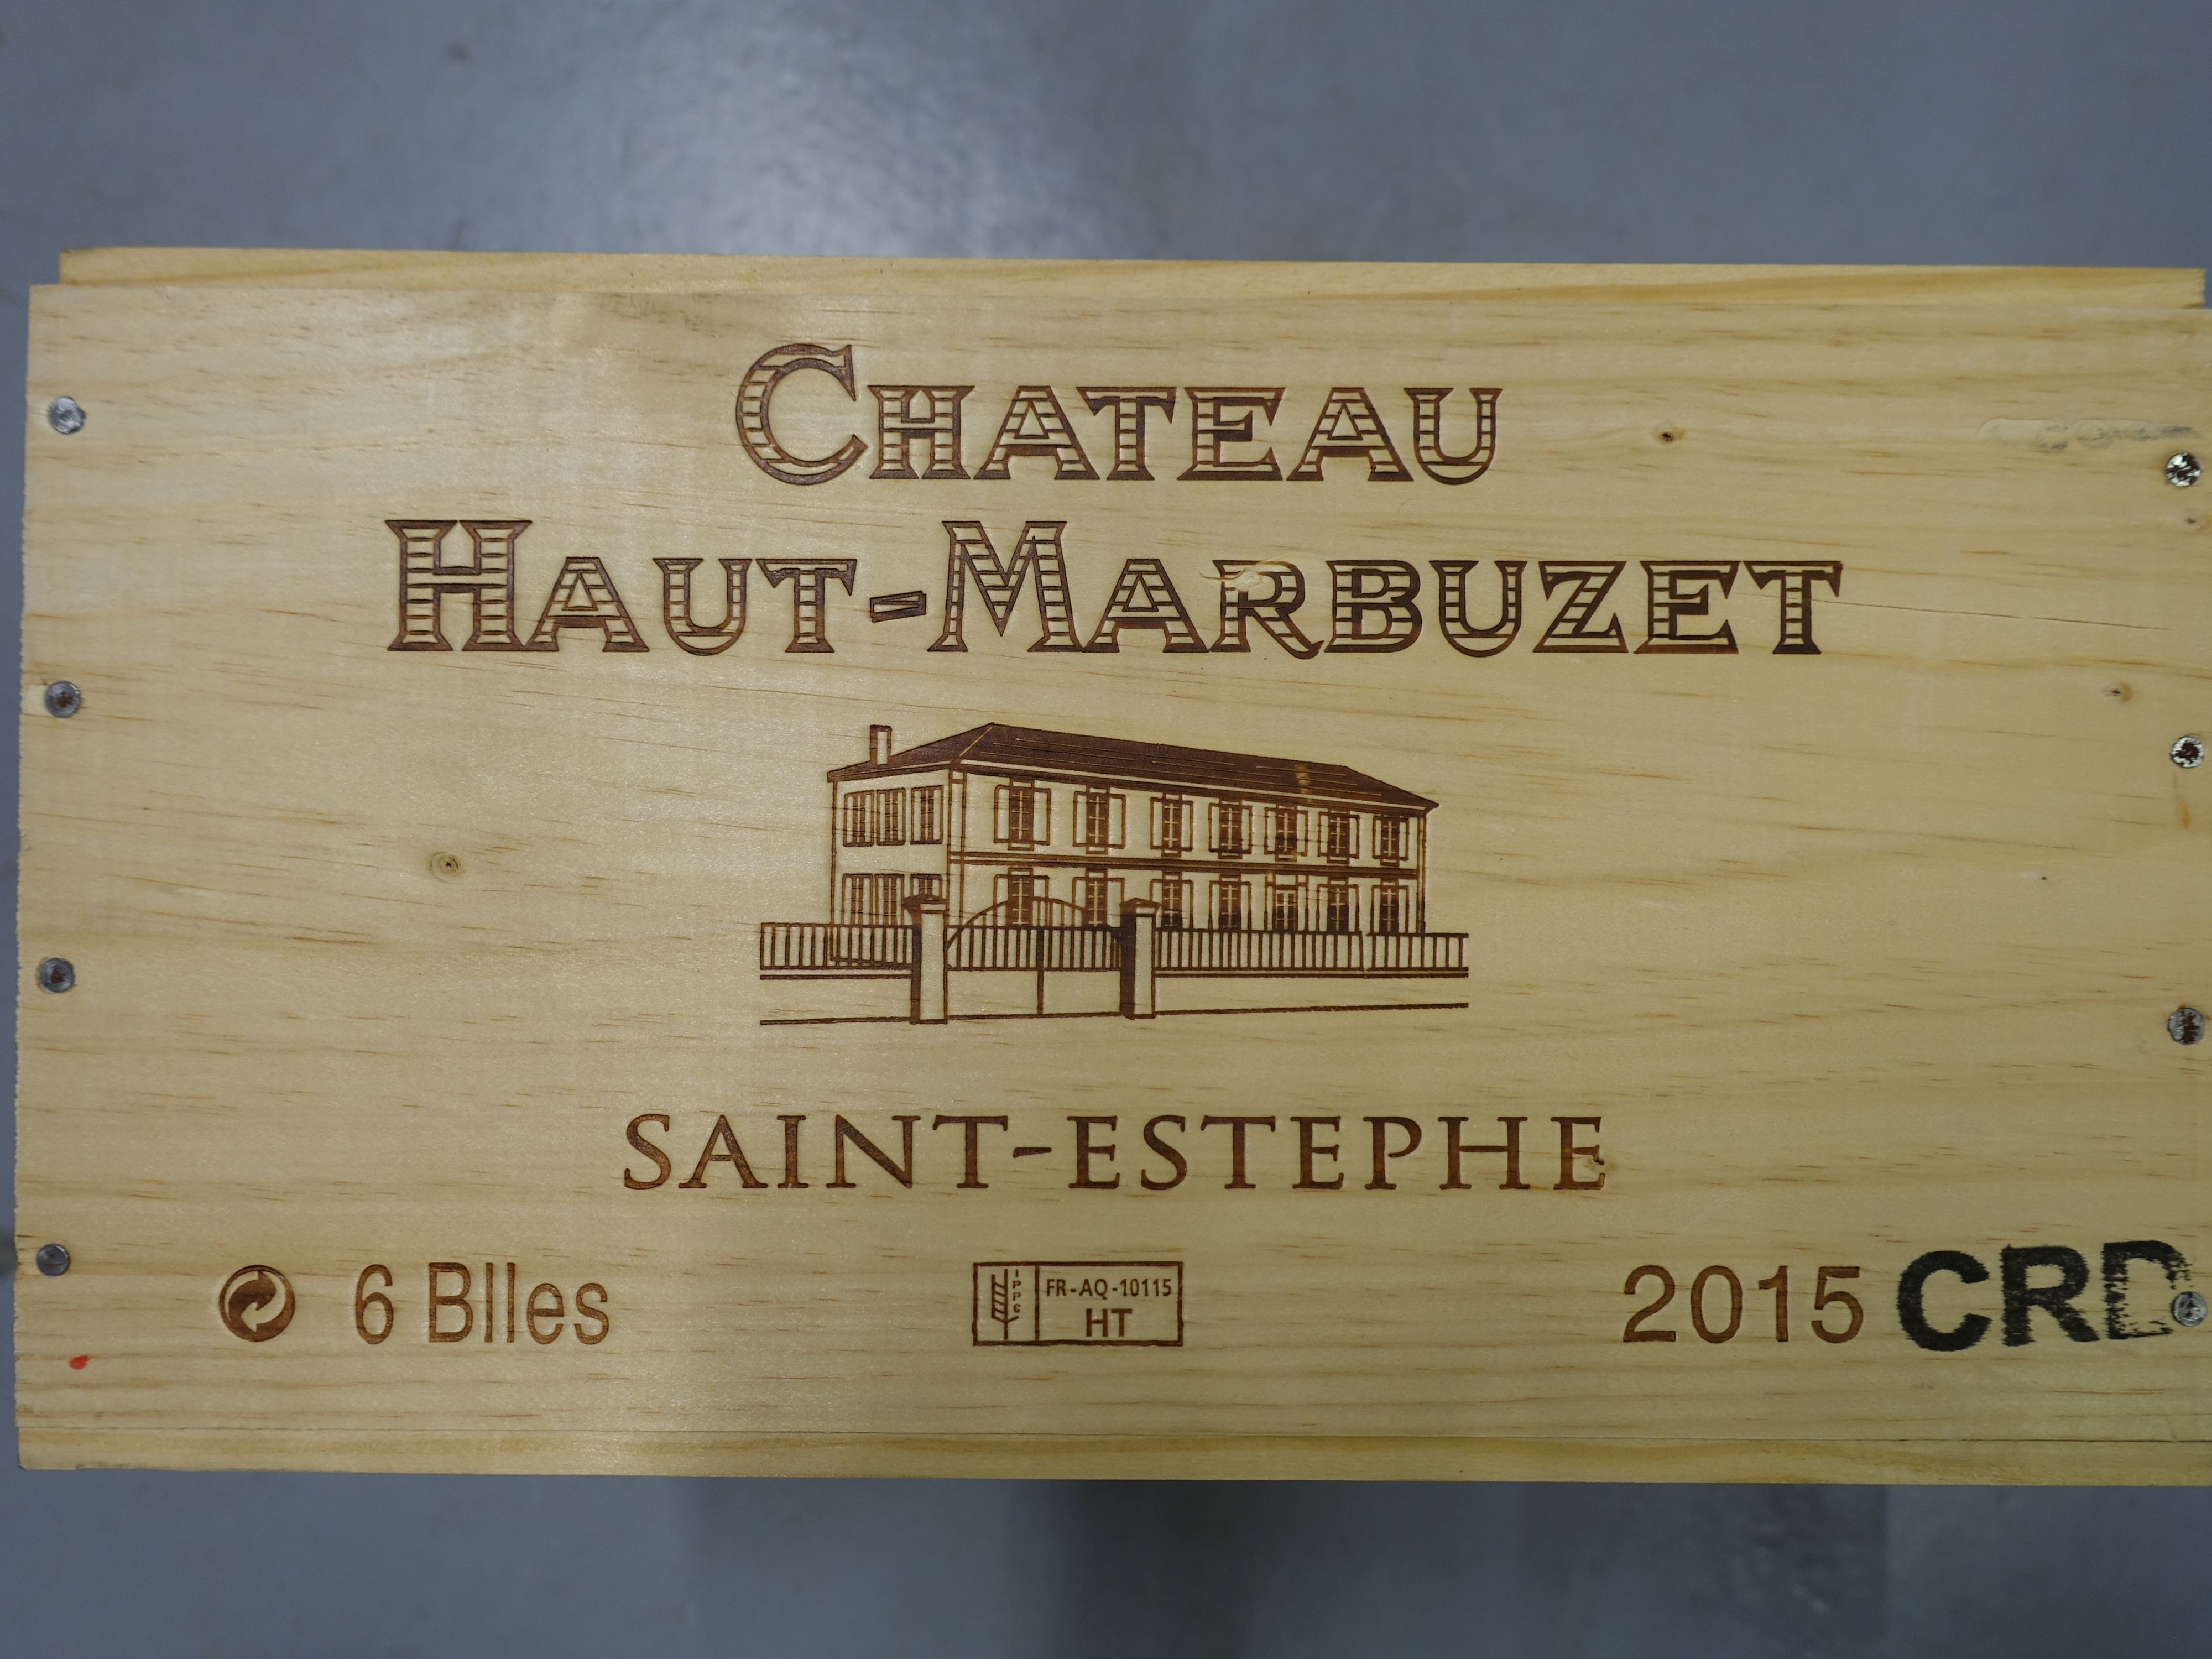 CHATEAU
HAUT-MARBUZET
SAINT-ESTEPHE
6 Blles
IPPC
FR-AQ-10115
HT
2015 CRD